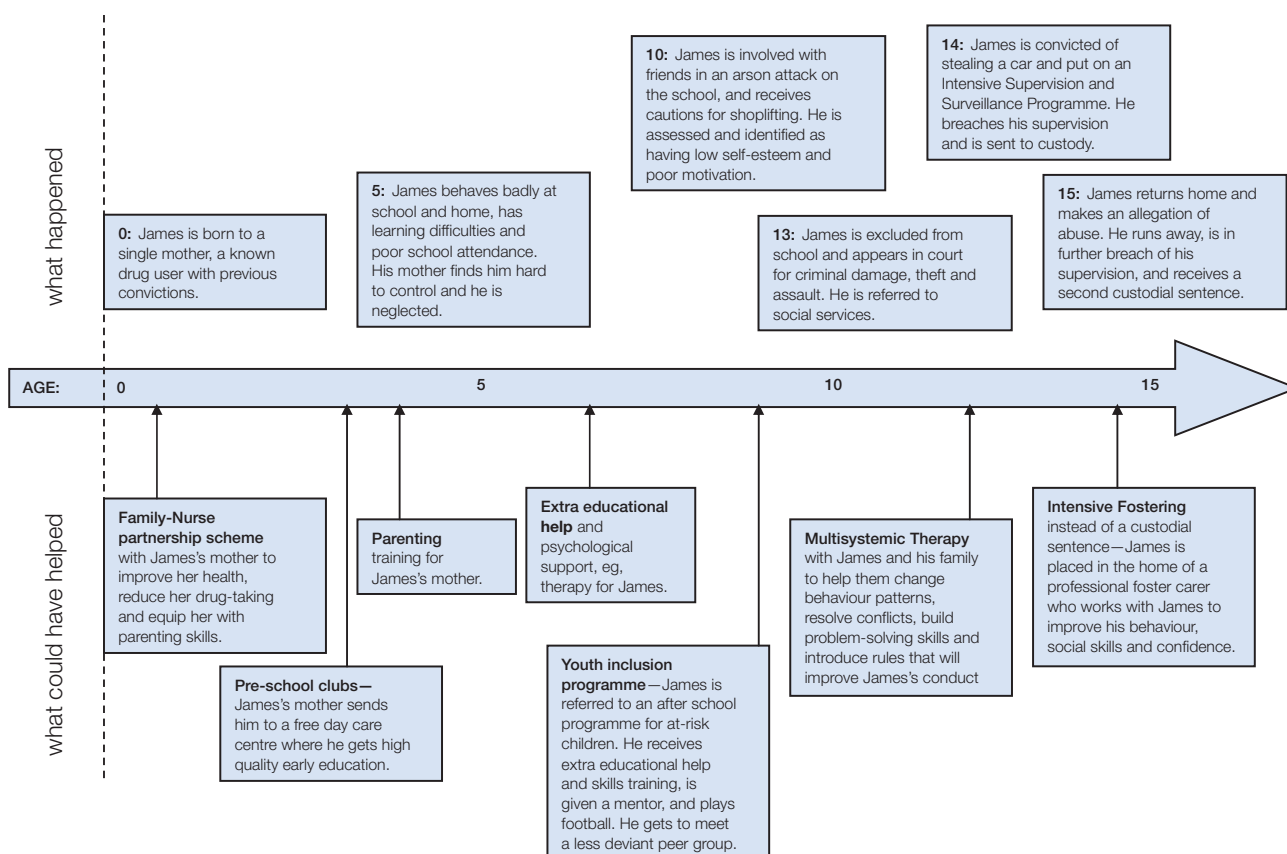 what happened
0: James is born to a
single mother, a known
drug user with previous
convictions.
5: James behaves badly at
school and home, has
learning difficulties and
poor school attendance.
His mother finds him hard
to control and he is
neglected.
10: James is involved with
friends in an arson attack on
the school, and receives
cautions for shoplifting. He is
assessed and identified as
having low self-esteem and
poor motivation.
13: James is excluded from
school and appears in court
for criminal damage, theft and
assault. He is referred to
social services.
14: James is convicted of
stealing a car and put on an
Intensive Supervision and
Surveillance Programme. He
breaches his supervision
and is sent to custody.
15: James returns home and
makes an allegation of
abuse. He runs away, is in
further breach of his
supervision, and receives a
second custodial sentence.
AGE: 0 5 10 15
what could have helped
Family-Nurse
partnership scheme
with James's mother to
improve her health,
reduce her drug-taking
and equip her with
parenting skills.
Pre-school clubs—
James's mother sends
him to a free day care
centre where he gets high
quality early education.
Parenting
training for
James's mother.
Extra educational
help and
psychological
support, eg,
therapy for James.
Youth inclusion
programme—James is
referred to an after school
programme for at-risk
children. He receives
extra educational help
and skills training, is
given a mentor, and plays
football. He gets to meet
a less deviant peer group.
Multisystemic Therapy
with James and his family
to help them change
behaviour patterns,
resolve conflicts, build
problem-solving skills and
introduce rules that will
improve James's conduct
Intensive Fostering
instead of a custodial
sentence—James is
placed in the home of a
professional foster carer
who works with James to
improve his behaviour,
social skills and confidence.